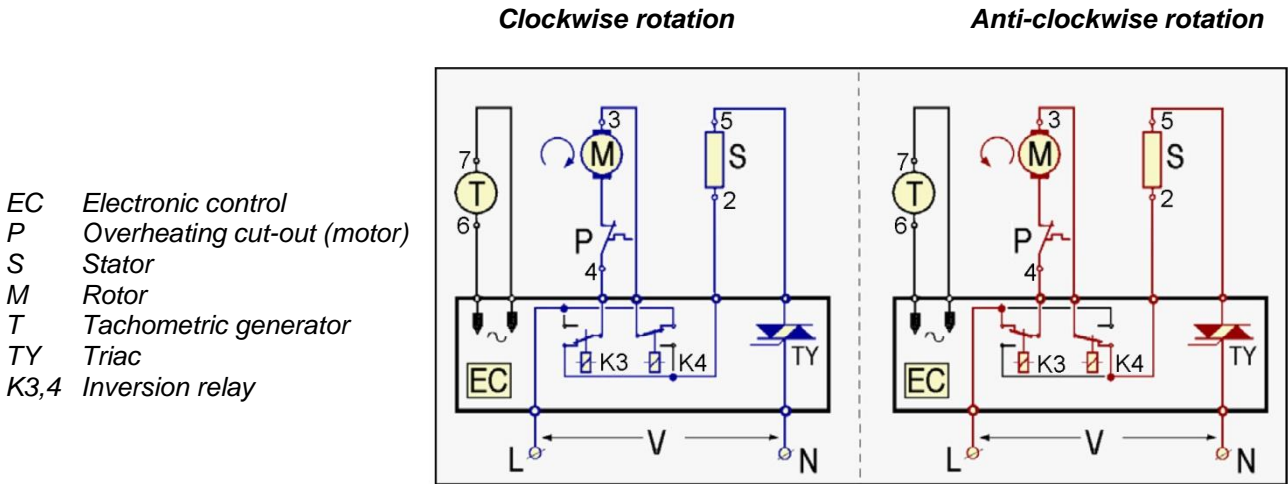 Clockwise rotation
Anti-clockwise rotation
EC Electronic control
P Overheating cut-out (motor)
S Stator
M Rotor
T Tachometric generator
TY Triac
K3,4 Inversion relay
3
5
7
M
S
T
2
6
P
4
K3
K4
TY
EC
V
L
N
3
5
7
M
S
T
2
6
P
4
K3
K4
TY
EC
V
L
N